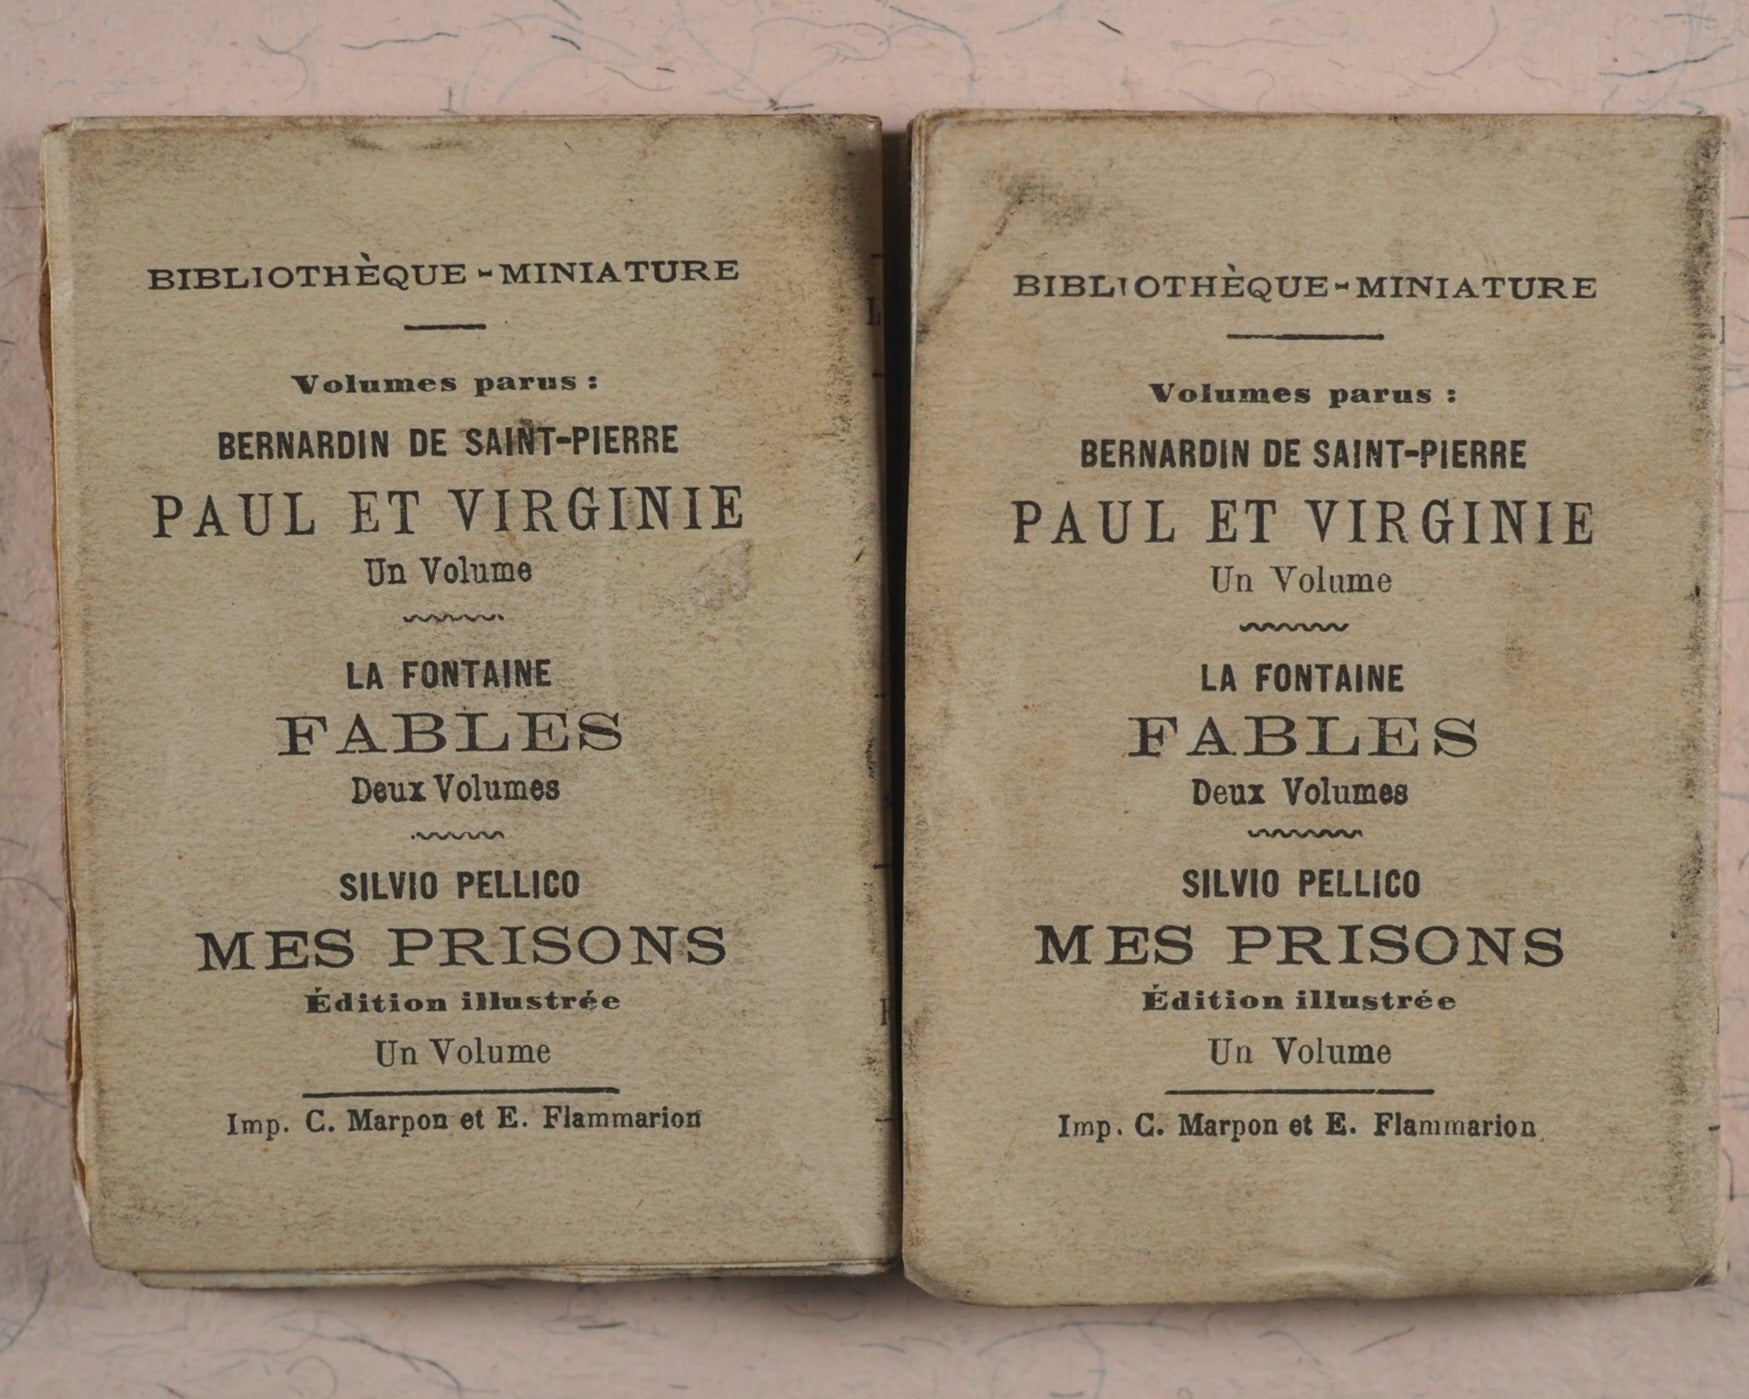 BIBLIOTHÈQUE-MINIATURE
Volumes parus :
BERNARDIN DE SAINT-PIERRE
PAUL ET VIRGINIE
Un Volume
LA FONTAINE
FABLES
Deux Volumes
SILVIO PELLICO
MES PRISONS
Édition illustrée
Un Volume
Imp. C. Marpon et E. Flammarion
BIBLIOTHÈQUE-MINIATURE
Volumes parus :
BERNARDIN DE SAINT-PIERRE
PAUL ET VIRGINIE
Un Volume
LA FONTAINE
FABLES
Deux Volumes
SILVIO PELLICO
MES PRISONS
Édition illustrée
Un Volume
Imp. C. Marpon et E. Flammarion